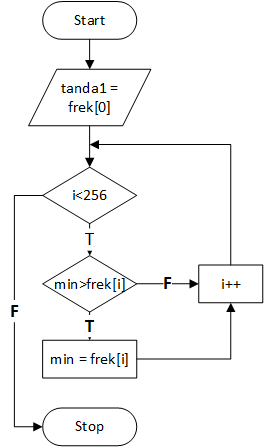 Start
tanda1 =
frek[0]
i<256
T
min>frek[i]
F
i++
F
T
min = frek[i]
Stop